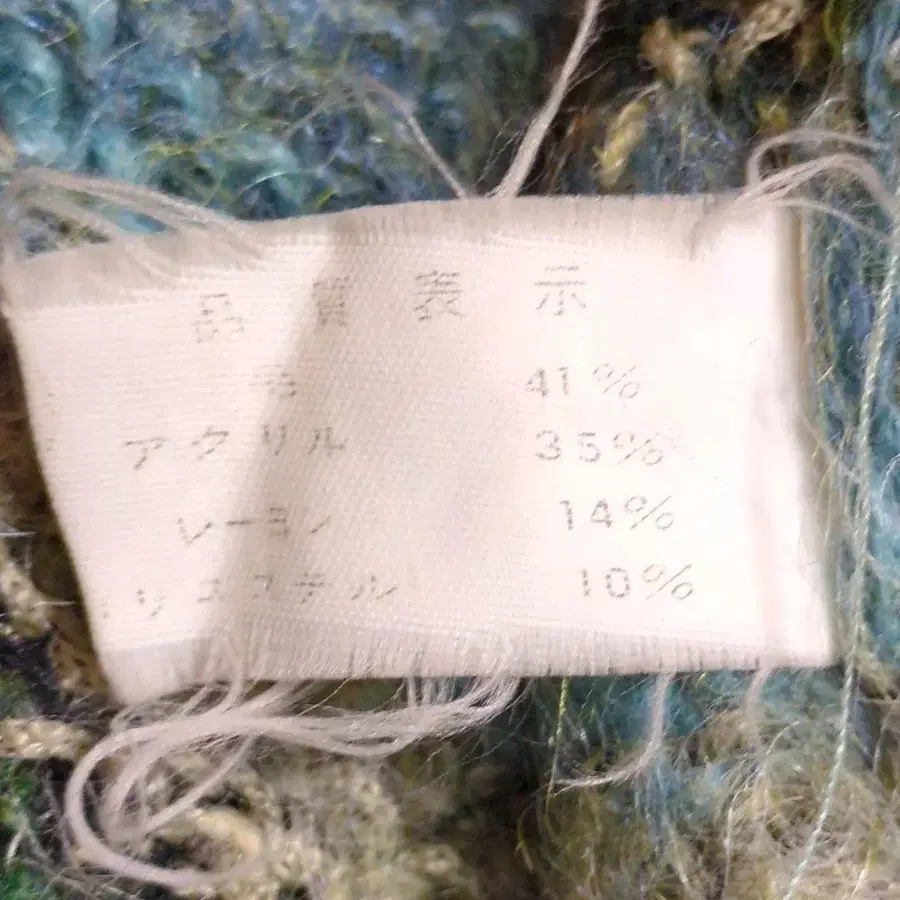 品質表示
毛 41%
アクリル 35%
レーヨン 14%
ポリエステル 10%